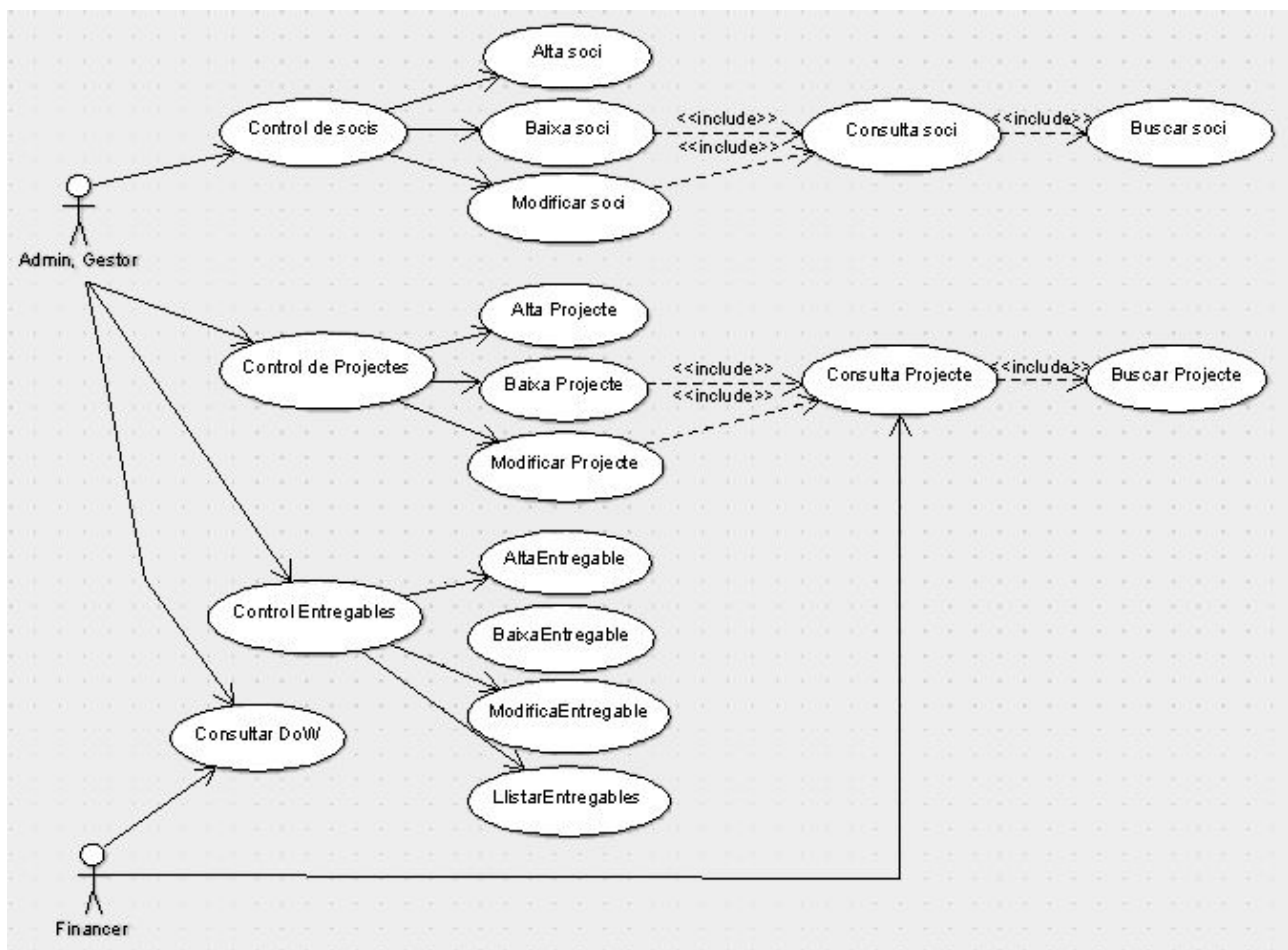 Alta soci
Control de socis
Baixa soci
<<include>>
Consulta soci
<<include>>
Buscar soci
<<include>>
Modificar soci
Admin, Gestor
Alta Projecte
Control de Projectes
Baixa Projecte
<<include>>
Consulta Projecte
<<include>>
Buscar Projecte
<<include>>
Modificar Projecte
AltaEntregable
Control Entregables
BaixaEntregable
ModificaEntregable
Consultar DoW
LlistarEntregables
Financer